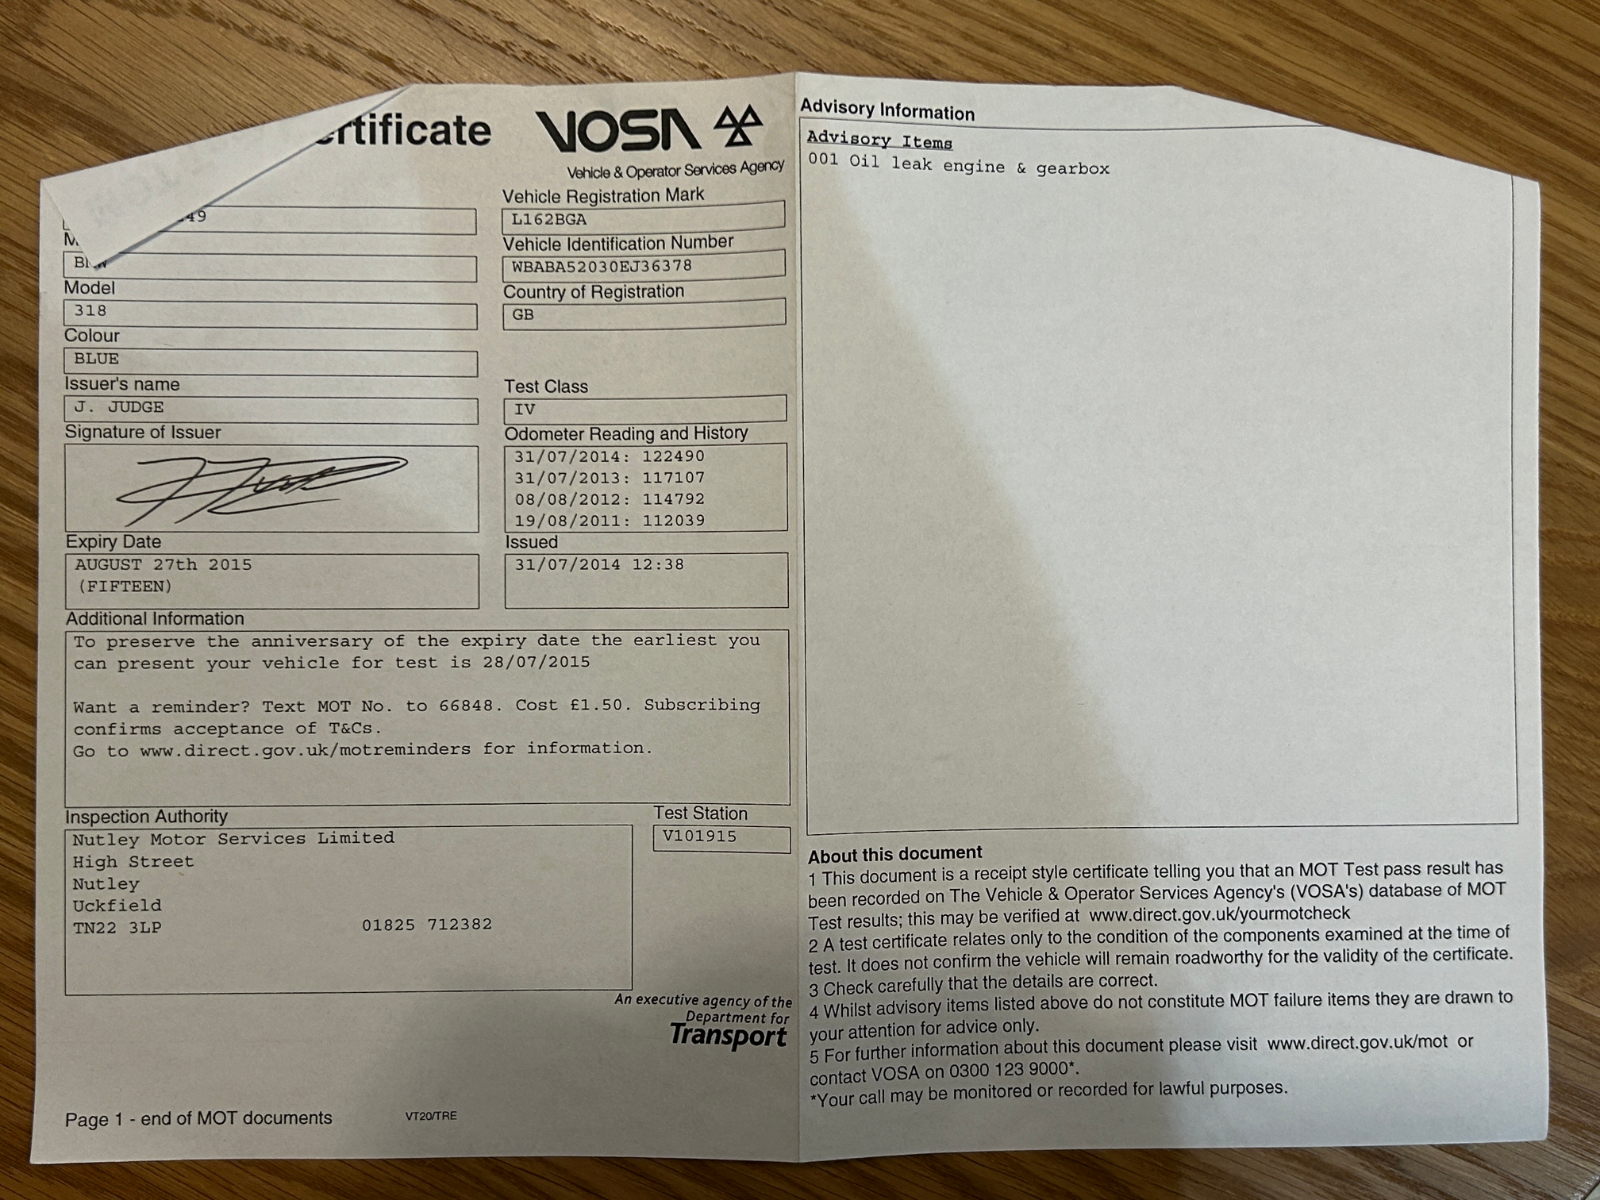 rtificate
VOSA
Vehicle & Operator Services Agency
49
Vehicle Registration Mark
L162BGA
Vehicle Identification Number
WBABA52030EJ36378
Model
318
Country of Registration
GB
Colour
BLUE
Issuer's name
J. JUDGE
Test Class
IV
Signature of Issuer
Odometer Reading and History
31/07/2014: 122490
31/07/2013: 117107
08/08/2012: 114792
19/08/2011: 112039
Expiry Date
AUGUST 27th 2015
(FIFTEEN)
Issued
31/07/2014 12:38
Additional Information
To preserve the anniversary of the expiry date the earliest you
can present your vehicle for test is 28/07/2015
Want a reminder? Text MOT No. to 66848. Cost £1.50. Subscribing
confirms acceptance of T&Cs.
Go to www.direct.gov.uk/motreminders for information.
Inspection Authority
Nutley Motor Services Limited
High Street
Nutley
Uckfield
TN22 3LP 01825 712382
Test Station
V101915
An executive agency of the
Department for
Transport
Page 1 - end of MOT documents
VT20/TRE
Advisory Information
Advisory Items
001 Oil leak engine & gearbox
About this document
1 This document is a receipt style certificate telling you that an MOT Test pass result has
been recorded on The Vehicle & Operator Services Agency's (VOSA's) database of MOT
Test results; this may be verified at www.direct.gov.uk/yourmotcheck
2 A test certificate relates only to the condition of the components examined at the time of
test. It does not confirm the vehicle will remain roadworthy for the validity of the certificate.
3 Check carefully that the details are correct.
4 Whilst advisory items listed above do not constitute MOT failure items they are drawn to
your attention for advice only.
5 For further information about this document please visit www.direct.gov.uk/mot or
contact VOSA on 0300 123 9000*.
*Your call may be monitored or recorded for lawful purposes.